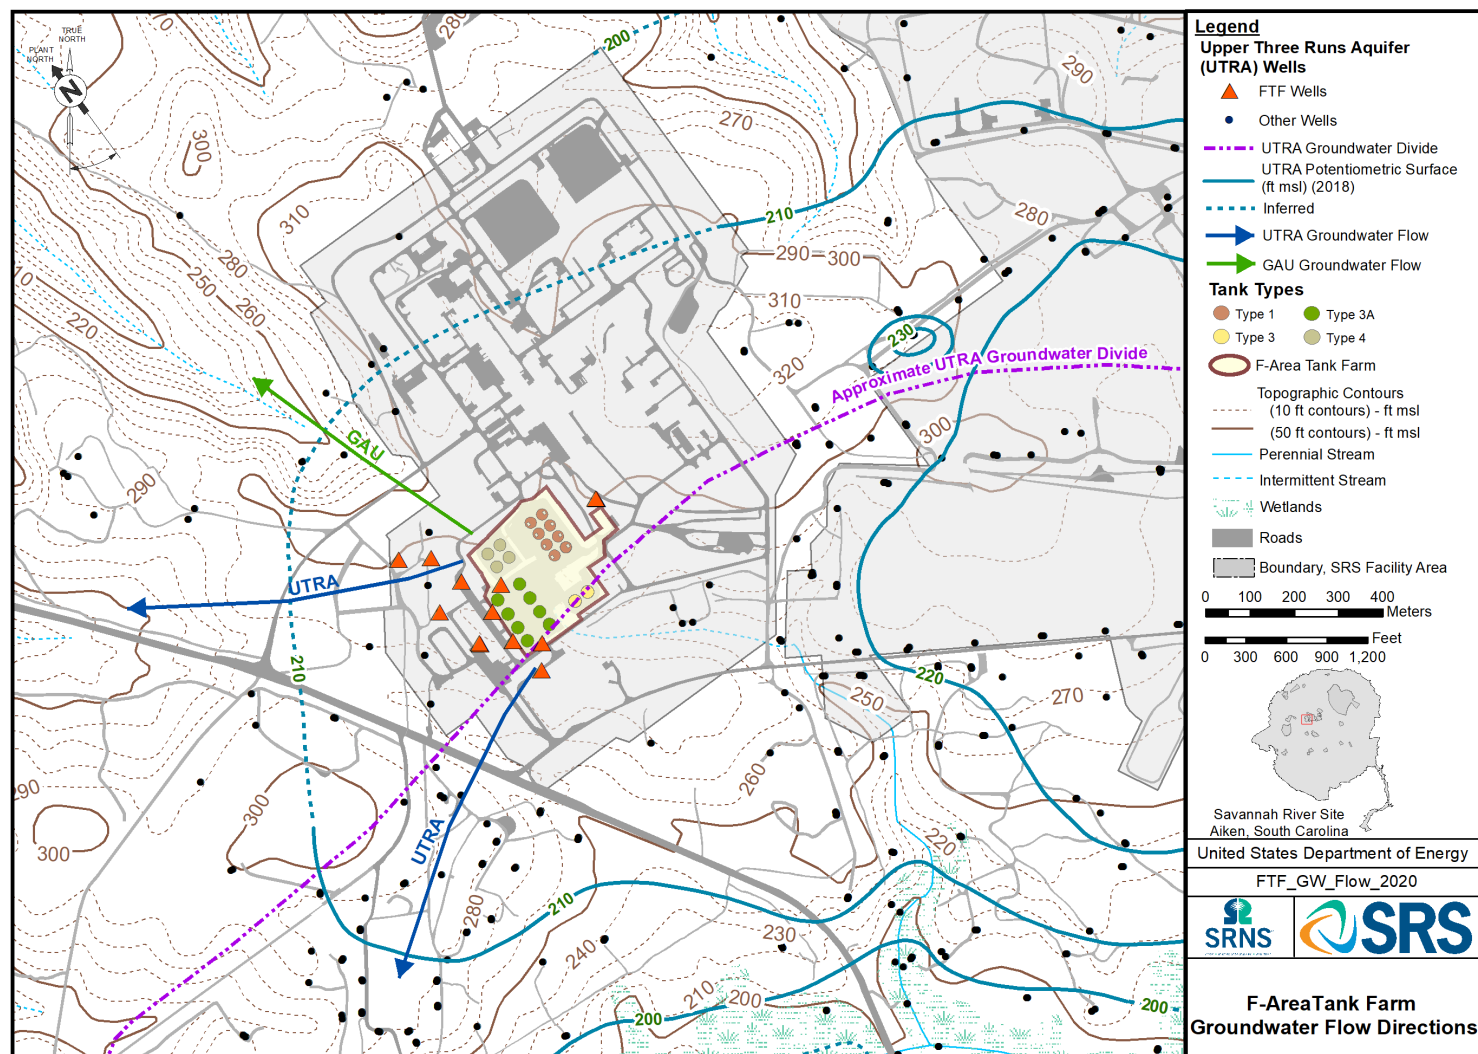 TRUE
NORTH
PLANT
NORTH
N
70
280
200
290
270
300
310
280
210
280
290
300
250
260
10
220
310
230
320
Approximate UTRA Groundwater Divide
300
GAU
290
UTRA
210
220
250
270
290
260
300
300
UTRA
220
280
210
230
240
210
200
200
200
Legend
Upper Three Runs Aquifer
(UTRA) Wells
FTF Wells
Other Wells
UTRA Groundwater Divide
UTRA Potentiometric Surface
(ft msl) (2018)
Inferred
UTRA Groundwater Flow
GAU Groundwater Flow
Tank Types
Type 1
Type 3A
Type 3
Type 4
F-Area Tank Farm
Topographic Contours
(10 ft contours) - ft msl
(50 ft contours) - ft msl
Perennial Stream
Intermittent Stream
Wetlands
Roads
Boundary, SRS Facility Area
0 100 200 300 400
Meters
Feet
0 300 600 900 1,200
Savannah River Site
Aiken, South Carolina
United States Department of Energy
FTF_GW_Flow_2020
SRNS
SRS
F-AreaTank Farm
Groundwater Flow Directions